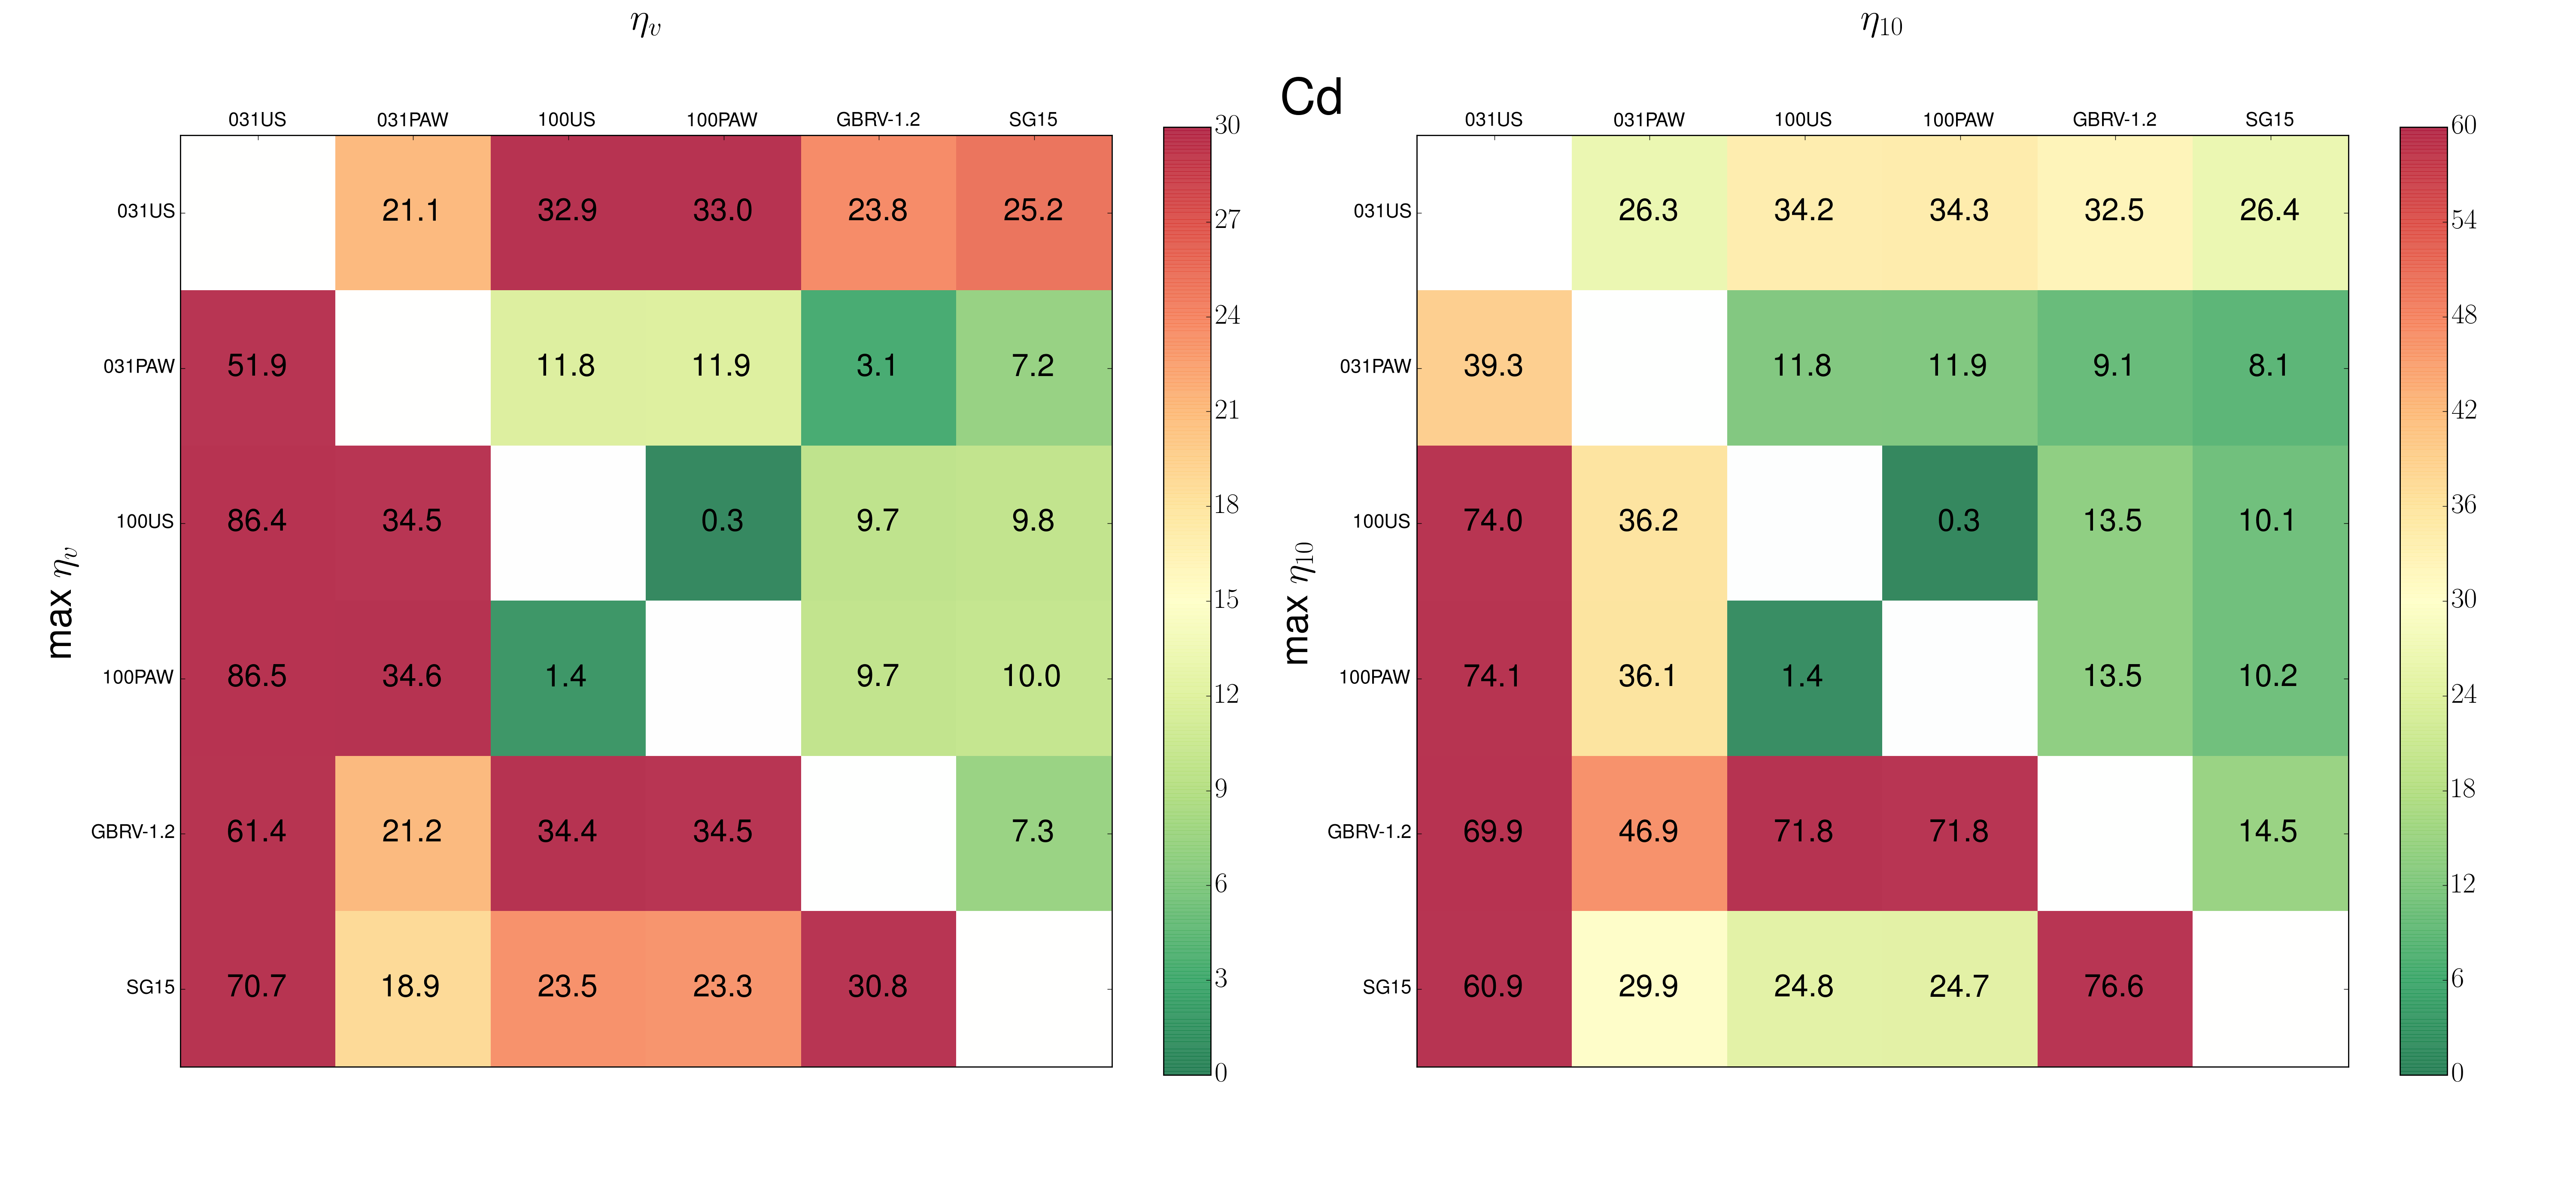 η_v
η_10
Cd
031US 031PAW 100US 100PAW GBRV-1.2 SG15
031US 21.1 32.9 33.0 23.8 25.2
031PAW 51.9 11.8 11.9 3.1 7.2
100US 86.4 34.5 0.3 9.7 9.8
100PAW 86.5 34.6 1.4 9.7 10.0
GBRV-1.2 61.4 21.2 34.4 34.5 7.3
SG15 70.7 18.9 23.5 23.3 30.8
max η_v
30
27
24
21
18
15
12
9
6
3
0
031US 031PAW 100US 100PAW GBRV-1.2 SG15
031US 26.3 34.2 34.3 32.5 26.4
031PAW 39.3 11.8 11.9 9.1 8.1
100US 74.0 36.2 0.3 13.5 10.1
100PAW 74.1 36.1 1.4 13.5 10.2
GBRV-1.2 69.9 46.9 71.8 71.8 14.5
SG15 60.9 29.9 24.8 24.7 76.6
max η_10
60
54
48
42
36
30
24
18
12
6
0